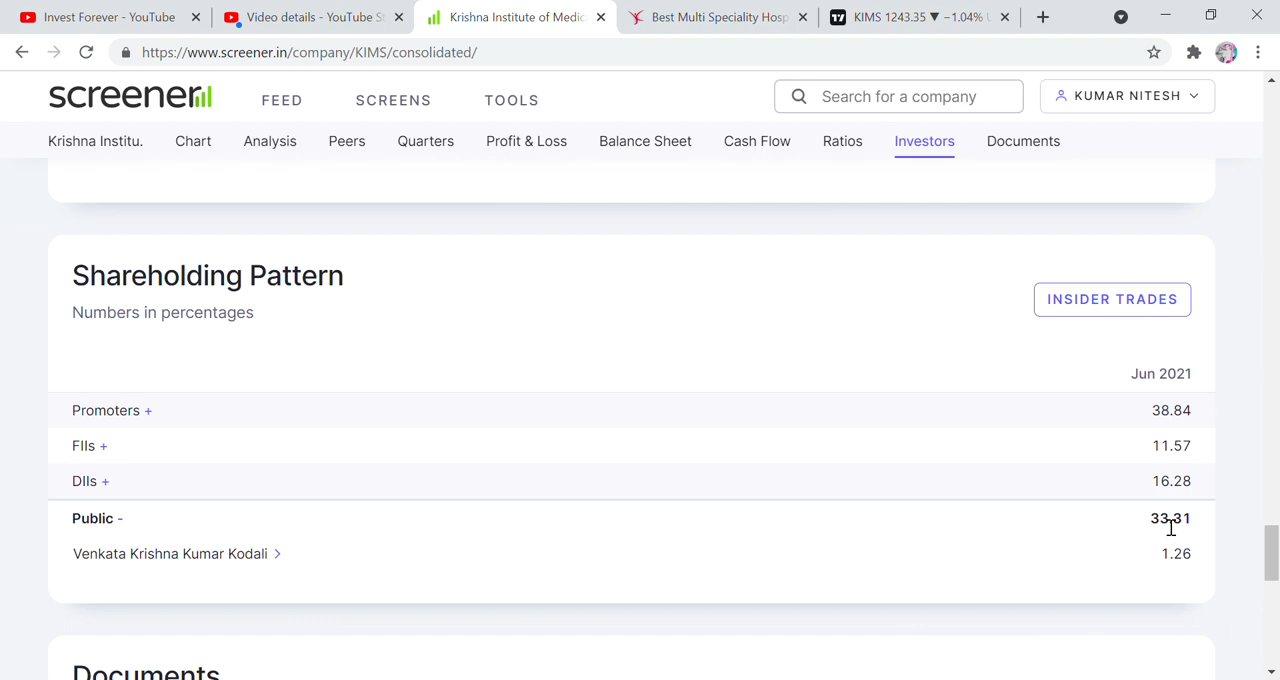 Invest Forever - YouTube
Video details - YouTube St
Krishna Institute of Medic
Best Multi Speciality Hosp
KIMS 1243.35 ▼ −1.04% U
https://www.screener.in/company/KIMS/consolidated/
screener
FEED
SCREENS
TOOLS
Search for a company
KUMAR NITESH
Krishna Institu.
Chart
Analysis
Peers
Quarters
Profit & Loss
Balance Sheet
Cash Flow
Ratios
Investors
Documents
Shareholding Pattern
Numbers in percentages
INSIDER TRADES
Jun 2021
Promoters + 38.84
FIIs + 11.57
DIIs + 16.28
Public - 33.31
Venkata Krishna Kumar Kodali > 1.26
Documents